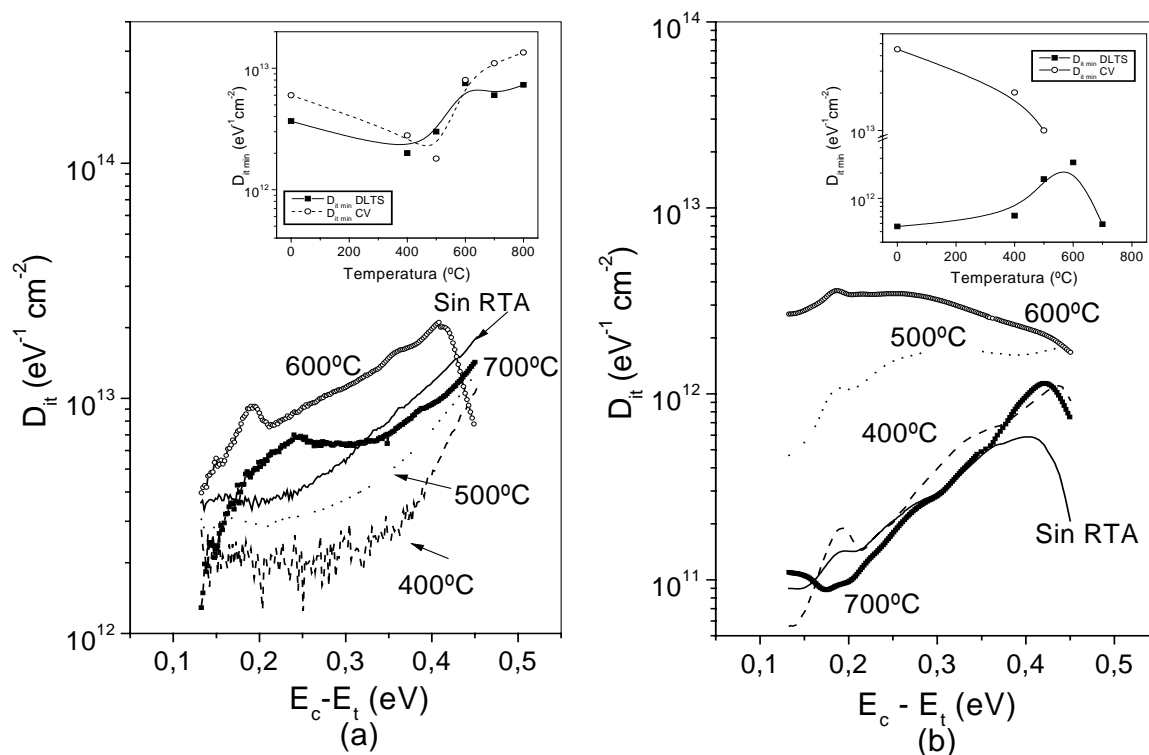 D_it (eV^-1 cm^-2)
10^14
10^13
10^12
D_it min (eV^-1cm^-2)
10^13
10^12
D_it min DLTS
D_it min CV
0 200 400 600 800
Temperatura (ºC)
Sin RTA
600ºC
700ºC
500ºC
400ºC
0,1 0,2 0,3 0,4 0,5
E_c-E_t (eV)
(a)
D_it (eV^-1 cm^-2)
10^14
10^13
10^12
10^11
D_it min (eV^-1cm^-2)
10^13
10^12
D_it min DLTS
D_it min CV
0 200 400 600 800
Temperatura (ºC)
600ºC
500ºC
400ºC
Sin RTA
700ºC
0,1 0,2 0,3 0,4 0,5
E_c - E_t (eV)
(b)